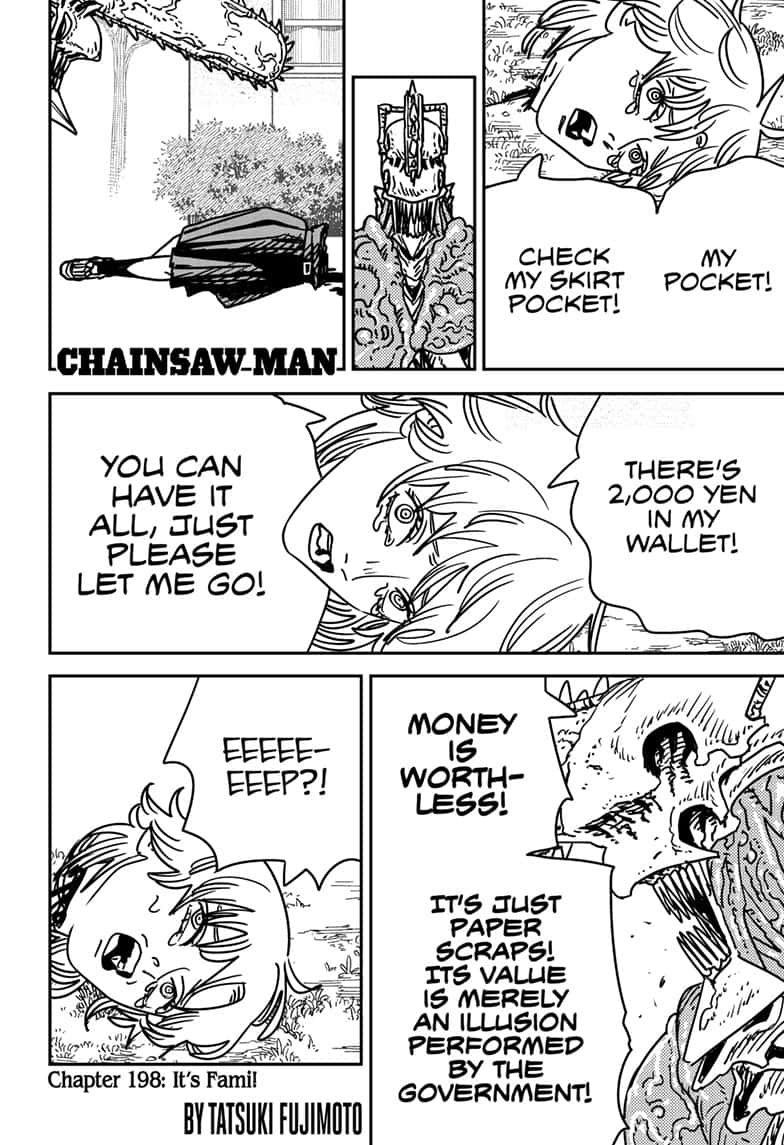 MY
POCKET!
CHECK
MY SKIRT
POCKET!
CHAINSAW MAN
THERE'S
2,000 YEN
IN MY
WALLET!
YOU CAN
HAVE IT
ALL, JUST
PLEASE
LET ME GO!
MONEY
IS
WORTH-
LESS!
IT'S JUST
PAPER
SCRAPS!
ITS VALUE
IS MERELY
AN ILLUSION
PERFORMED
BY THE
GOVERNMENT!
EEEEE-
EEEP?!
Chapter 198: It's Fami!
BY TATSUKI FUJIMOTO